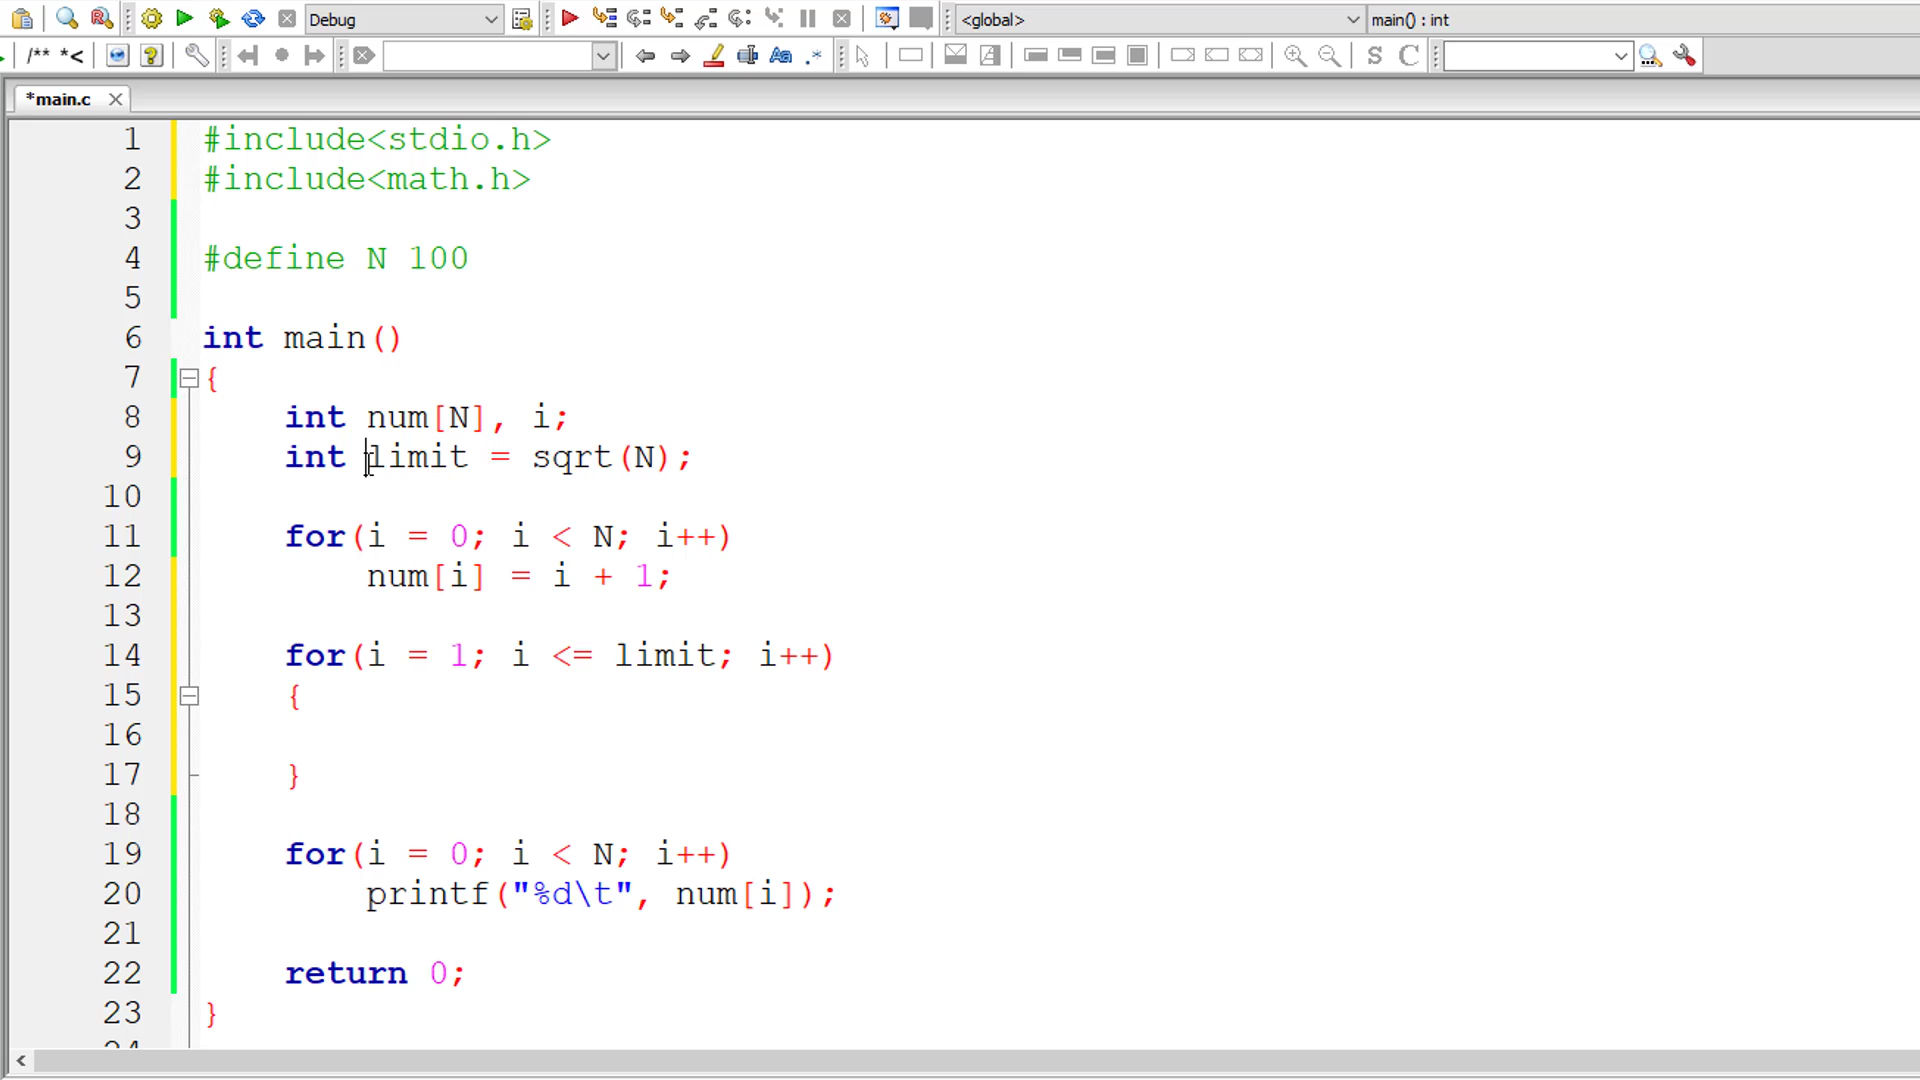 Debug
<global>
main() : int
/** *<
Aa
.*
S C
*main.c
1 #include<stdio.h>
2 #include<math.h>
3
4 #define N 100
5
6 int main()
7 {
8 int num[N], i;
9 int limit = sqrt(N);
10
11 for(i = 0; i < N; i++)
12 num[i] = i + 1;
13
14 for(i = 1; i <= limit; i++)
15 {
16
17 }
18
19 for(i = 0; i < N; i++)
20 printf("%d\t", num[i]);
21
22 return 0;
23 }
24